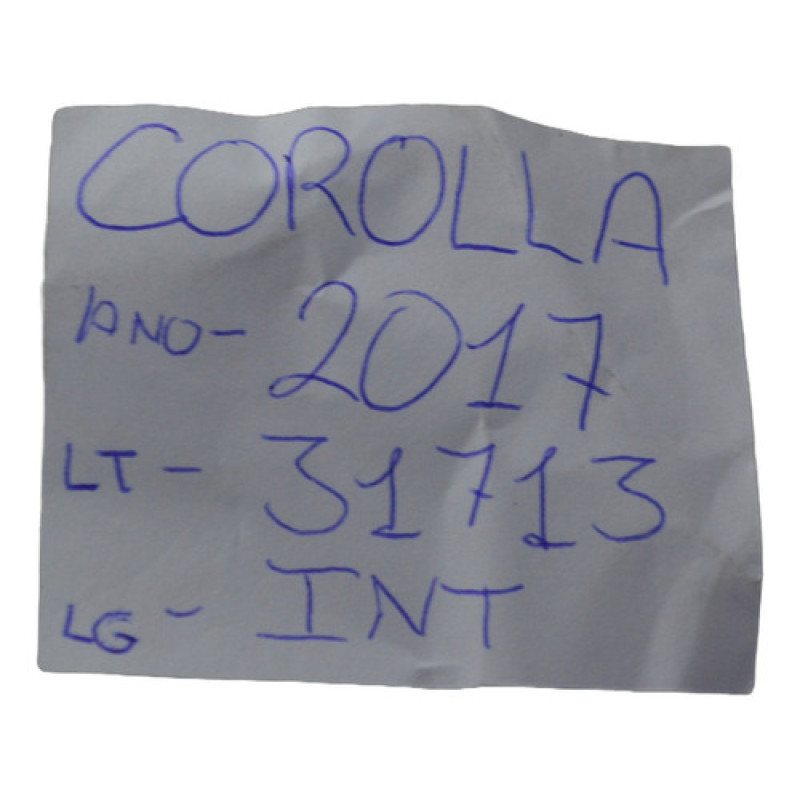 COROLLA
ANO- 2017
LT - 31713
LG - INT